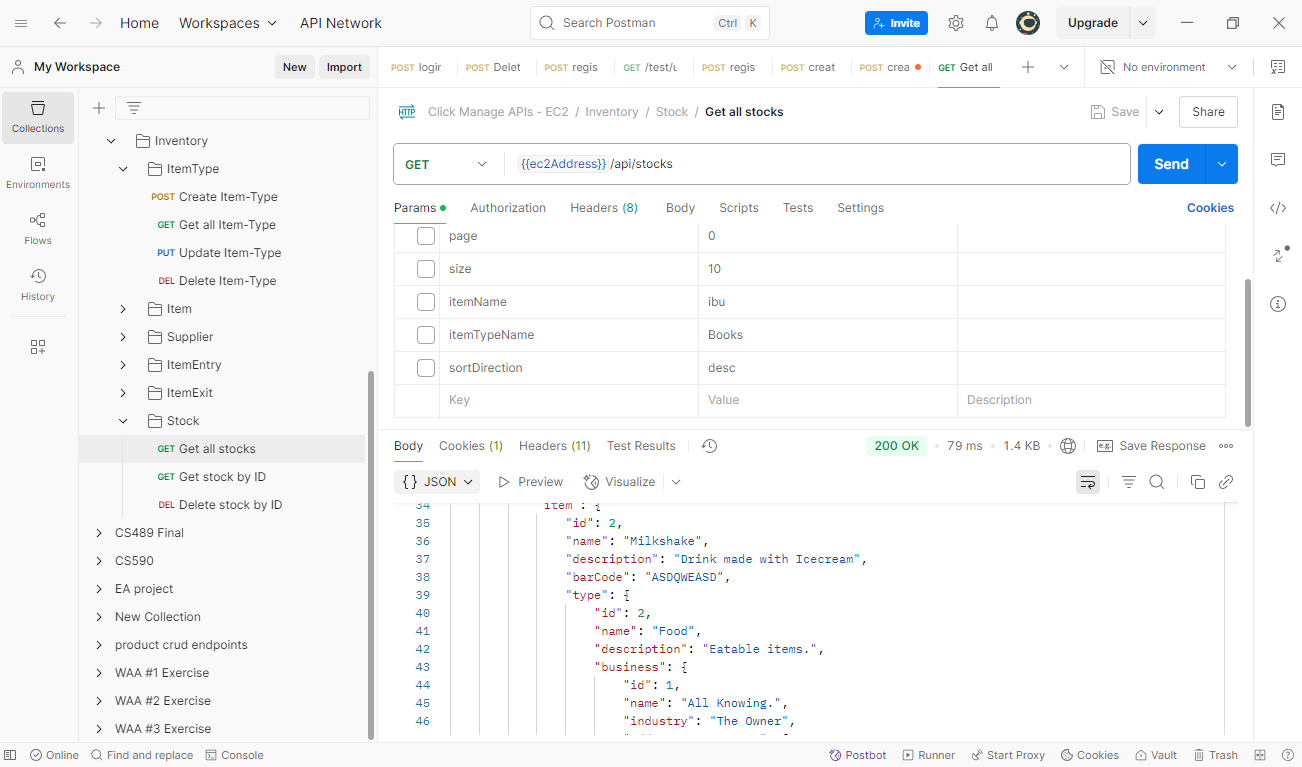 Home Workspaces API Network Search Postman Ctrl K Invite Upgrade
My Workspace New Import
POST logir POST Delet POST regis GET /test/u POST regis POST creat POST crea GET Get all No environment
Collections
Environments
Flows
History
Inventory
ItemType
POST Create Item-Type
GET Get all Item-Type
PUT Update Item-Type
DEL Delete Item-Type
Item
Supplier
ItemEntry
ItemExit
Stock
GET Get all stocks
GET Get stock by ID
DEL Delete stock by ID
CS489 Final
CS590
EA project
New Collection
product crud endpoints
WAA #1 Exercise
WAA #2 Exercise
WAA #3 Exercise
HTTP Click Manage APIs - EC2 / Inventory / Stock / Get all stocks Save Share
GET {{ec2Address}} /api/stocks Send
Params Authorization Headers (8) Body Scripts Tests Settings Cookies
page 0
size 10
itemName ibu
itemTypeName Books
sortDirection desc
Key Value Description
Body Cookies (1) Headers (11) Test Results 200 OK 79 ms 1.4 KB e.g. Save Response
{} JSON Preview Visualize
34 item : {
35 "id": 2,
36 "name": "Milkshake",
37 "description": "Drink made with Icecream",
38 "barCode": "ASDQWEASD",
39 "type": {
40 "id": 2,
41 "name": "Food",
42 "description": "Eatable items.",
43 "business": {
44 "id": 1,
45 "name": "All Knowing.",
46 "industry": "The Owner",
Online Find and replace Console Postbot Runner Start Proxy Cookies Vault Trash